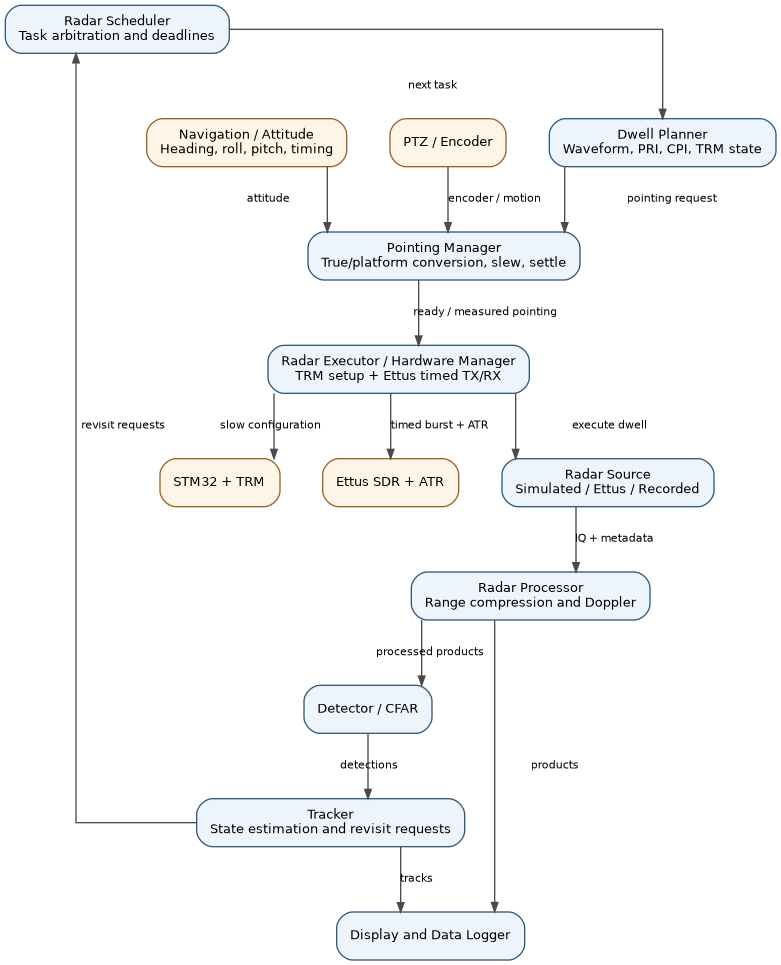 Radar Scheduler
Task arbitration and deadlines
next task
Navigation / Attitude
Heading, roll, pitch, timing
PTZ / Encoder
Dwell Planner
Waveform, PRI, CPI, TRM state
attitude
encoder / motion
pointing request
Pointing Manager
True/platform conversion, slew, settle
ready / measured pointing
Radar Executor / Hardware Manager
TRM setup + Ettus timed TX/RX
revisit requests
slow configuration
timed burst + ATR
execute dwell
STM32 + TRM
Ettus SDR + ATR
Radar Source
Simulated / Ettus / Recorded
IQ + metadata
Radar Processor
Range compression and Doppler
processed products
Detector / CFAR
detections
products
Tracker
State estimation and revisit requests
tracks
Display and Data Logger